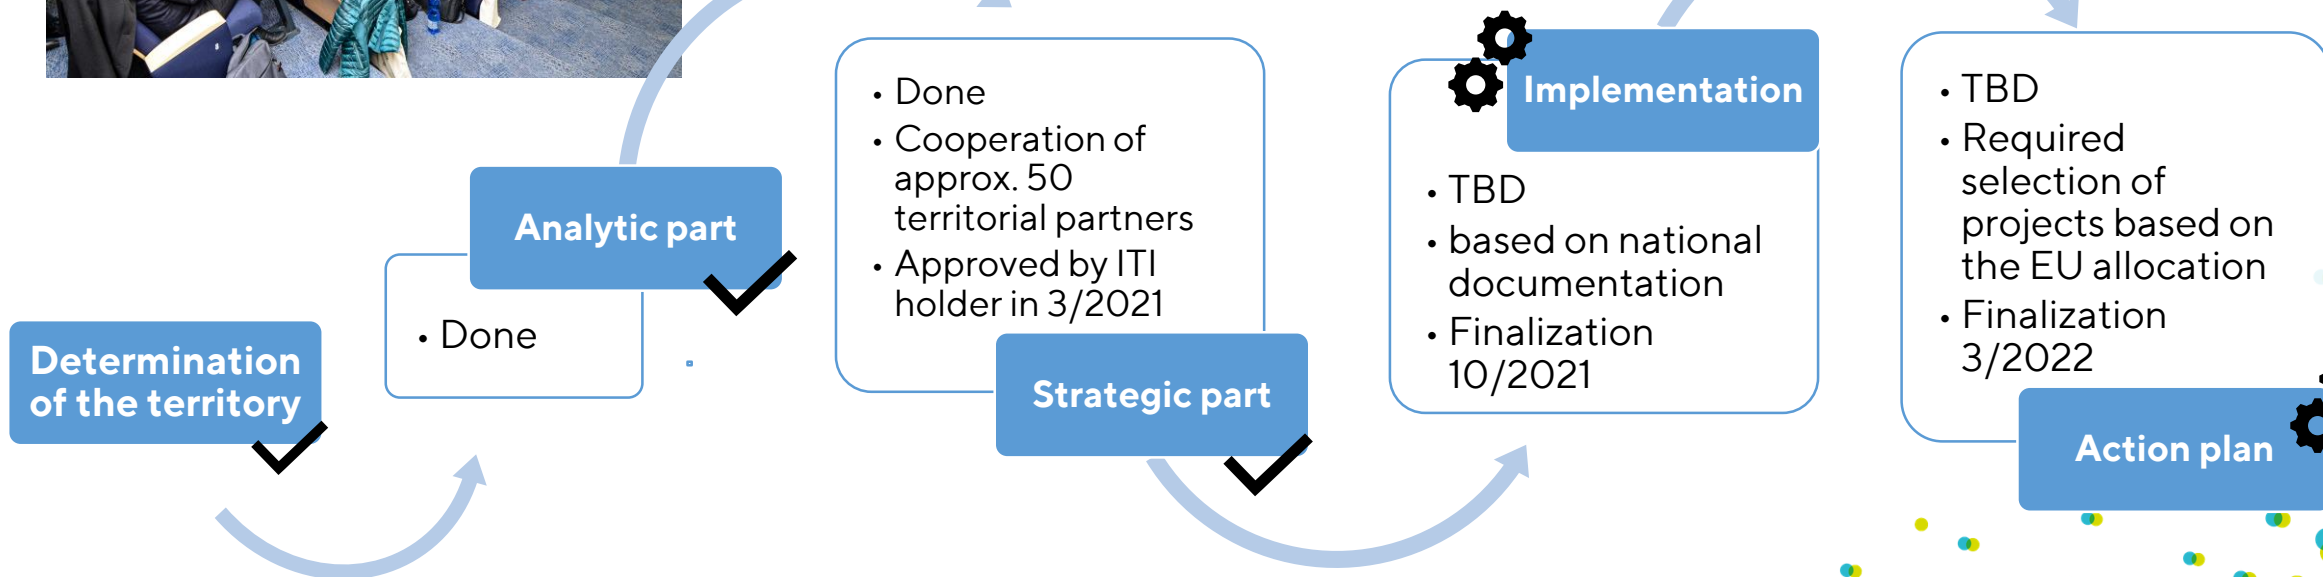 Determination
of the territory
Analytic part
• Done
• Done
• Cooperation of
approx. 50
territorial partners
• Approved by ITI
holder in 3/2021
Strategic part
Implementation
• TBD
• based on national
documentation
• Finalization
10/2021
• TBD
• Required
selection of
projects based on
the EU allocation
• Finalization
3/2022
Action plan